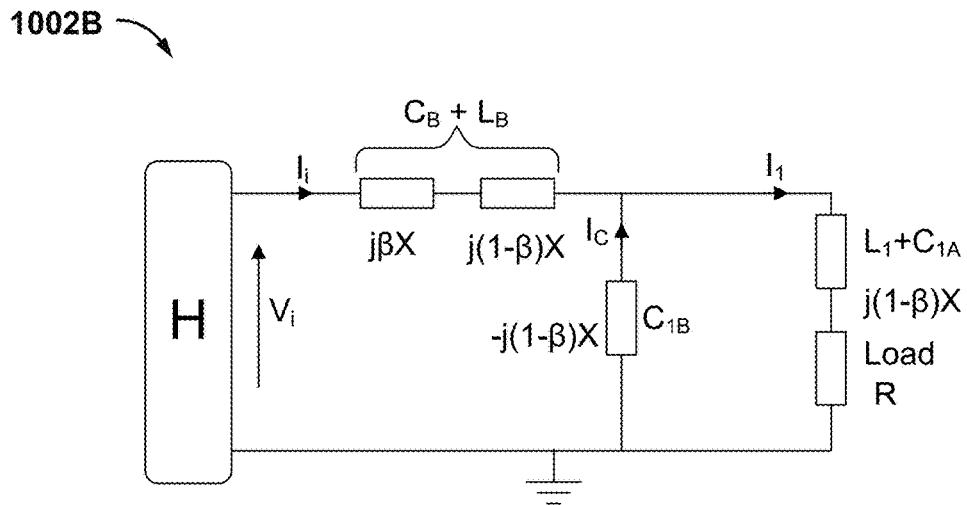 1002B
C_B + L_B
I_i
I_1
jβX
j(1-β)X
I_C
L_1+C_1A
H
V_i
-j(1-β)X
C_1B
j(1-β)X
Load
R